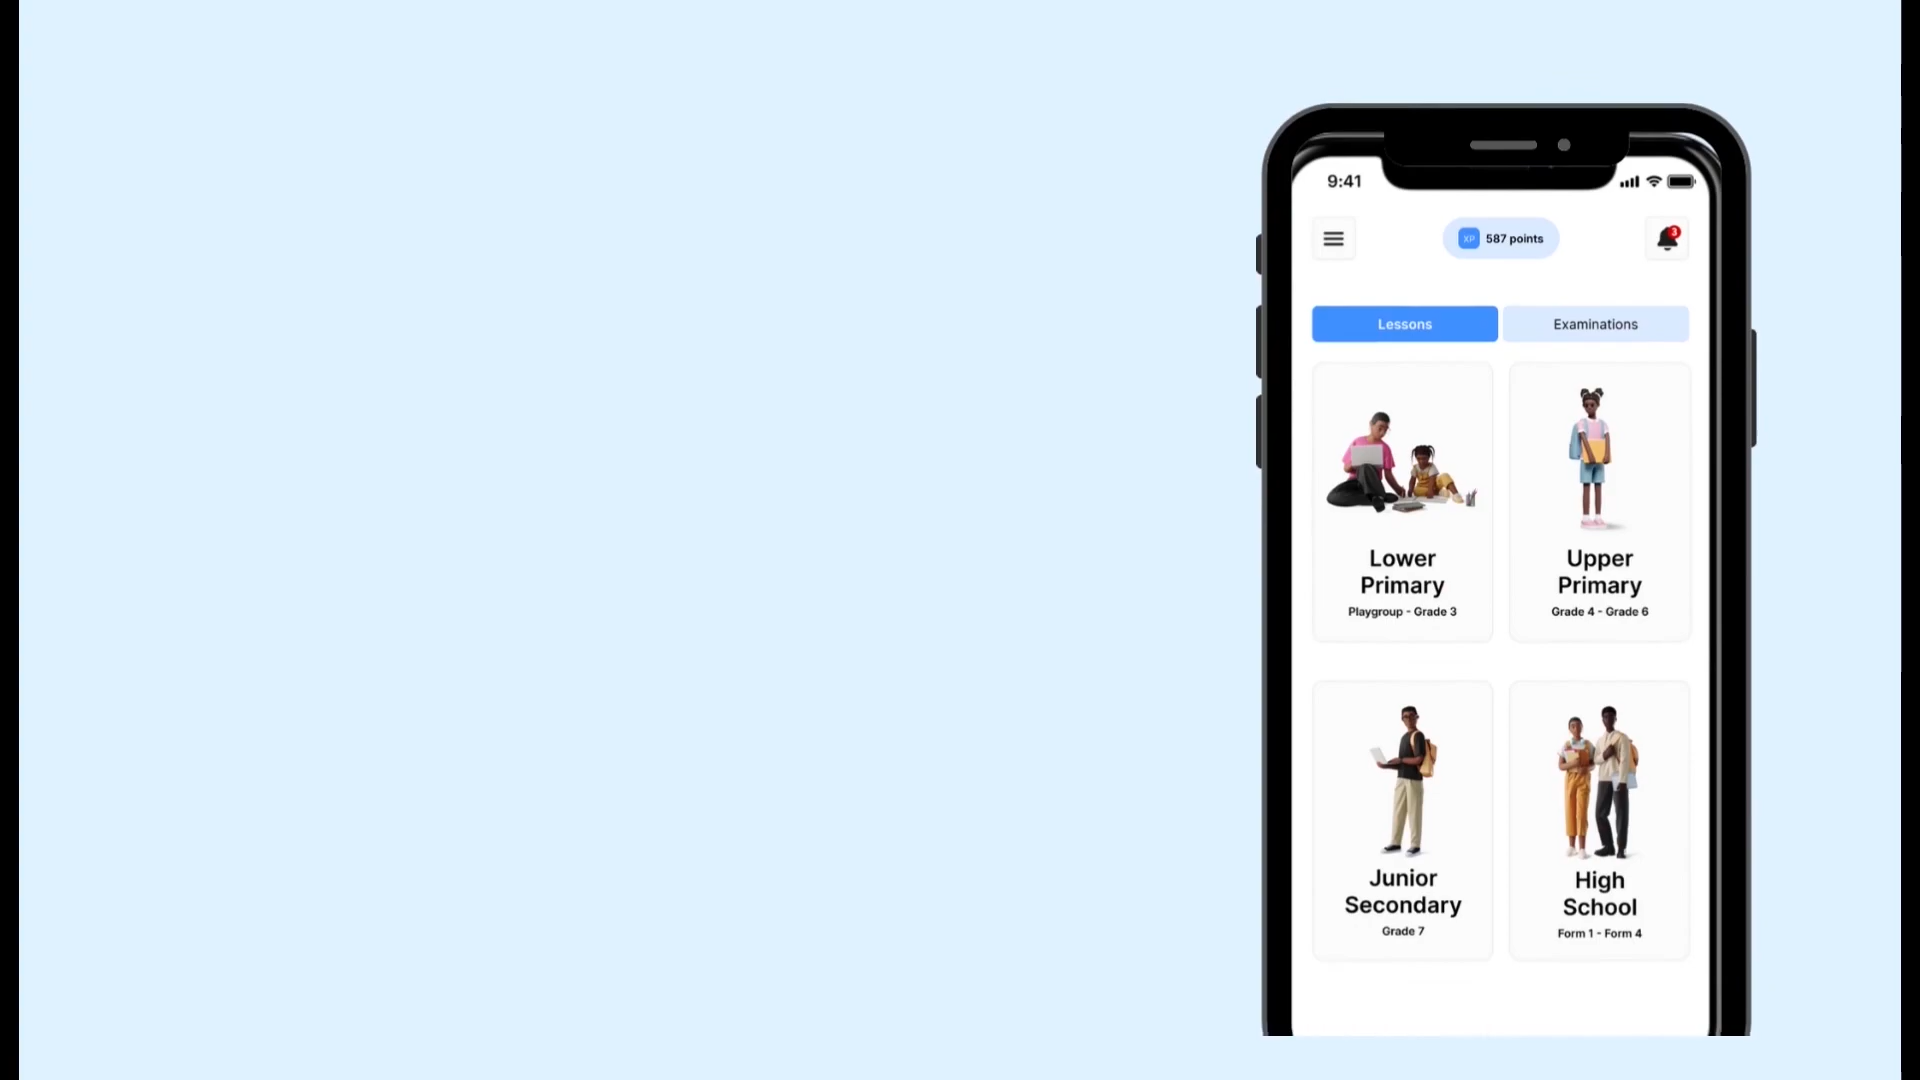 9:41
XP 587 points
3
Lessons
Examinations
Lower
Primary
Playgroup - Grade 3
Upper
Primary
Grade 4 - Grade 6
Junior
Secondary
Grade 7
High
School
Form 1 - Form 4